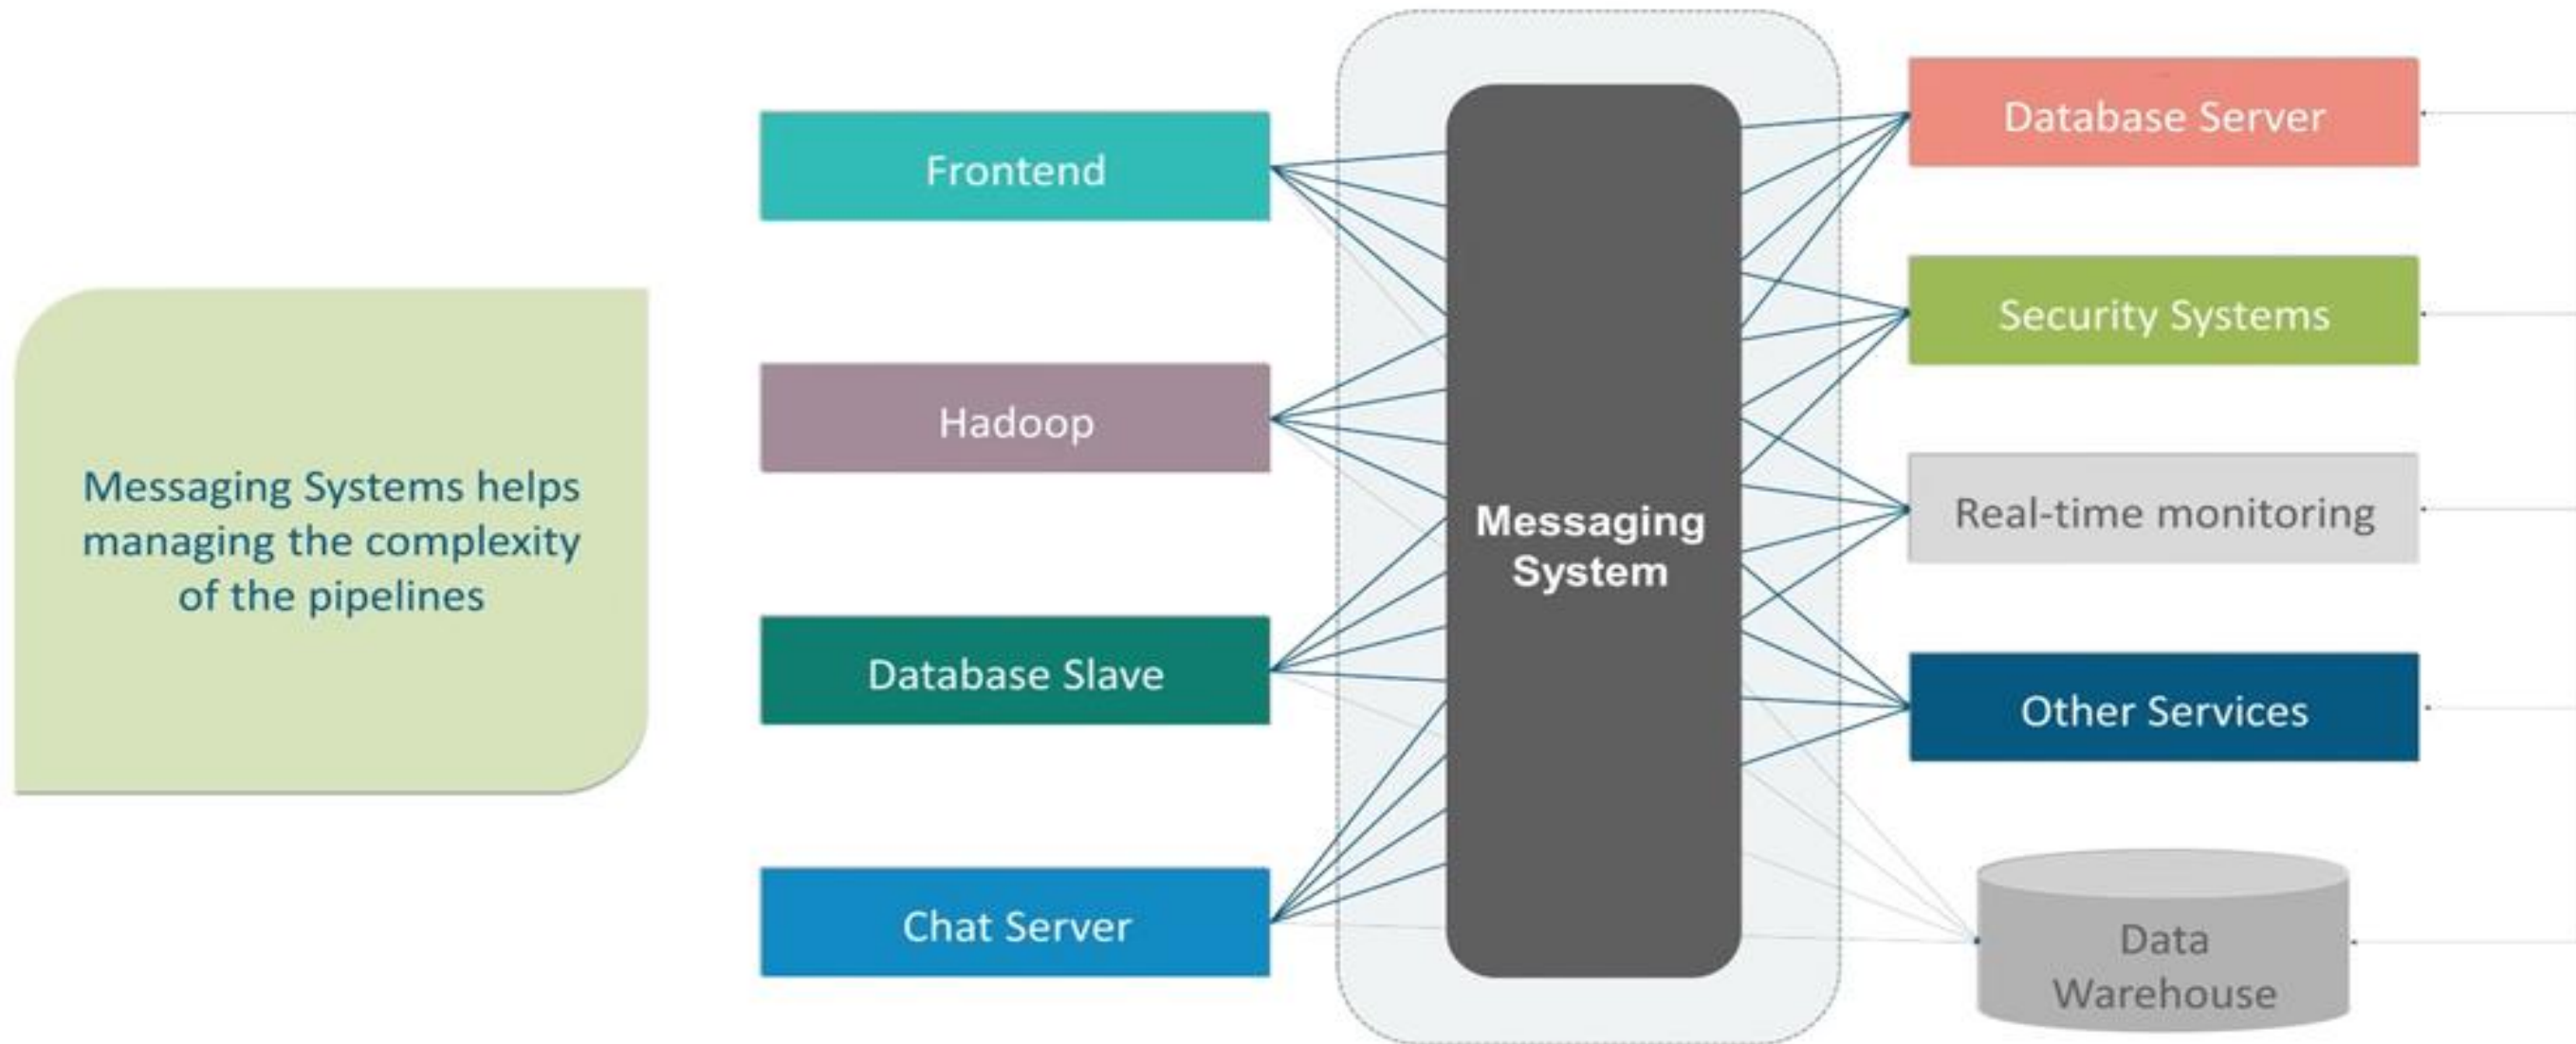 Messaging Systems helps
managing the complexity
of the pipelines
Frontend
Hadoop
Database Slave
Chat Server
Messaging
System
Database Server
Security Systems
Real-time monitoring
Other Services
Data
Warehouse